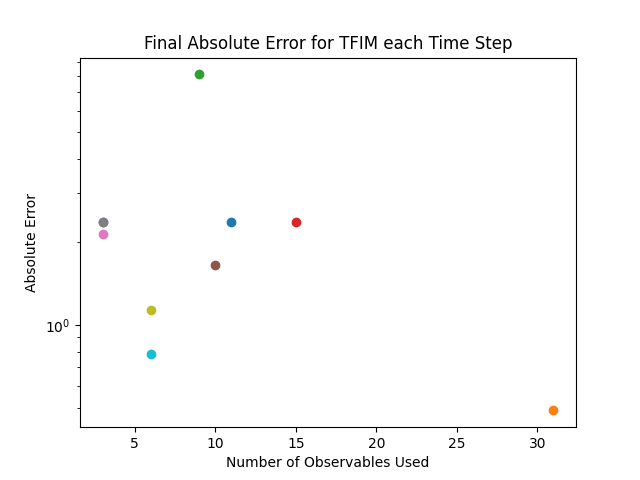 Final Absolute Error for TFIM each Time Step
Absolute Error
10⁰
5 10 15 20 25 30
Number of Observables Used